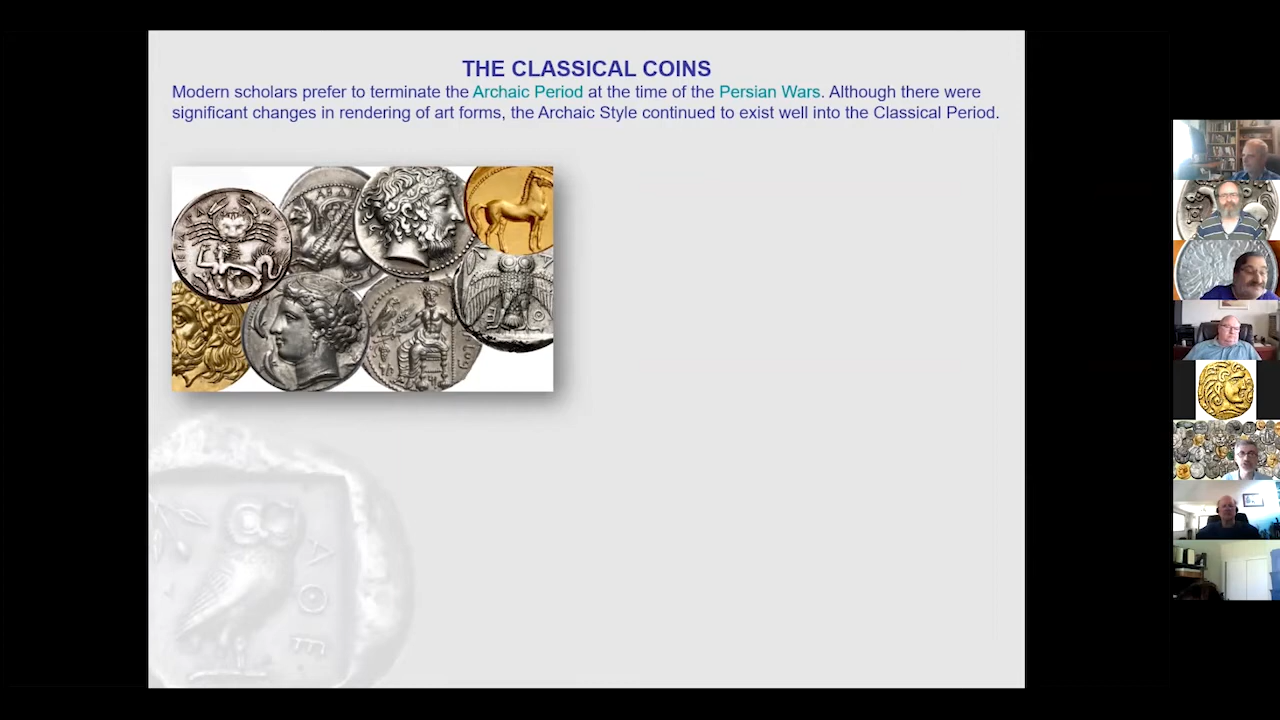 THE CLASSICAL COINS
Modern scholars prefer to terminate the Archaic Period at the time of the Persian Wars. Although there were
significant changes in rendering of art forms, the Archaic Style continued to exist well into the Classical Period.
ΑΘΕ